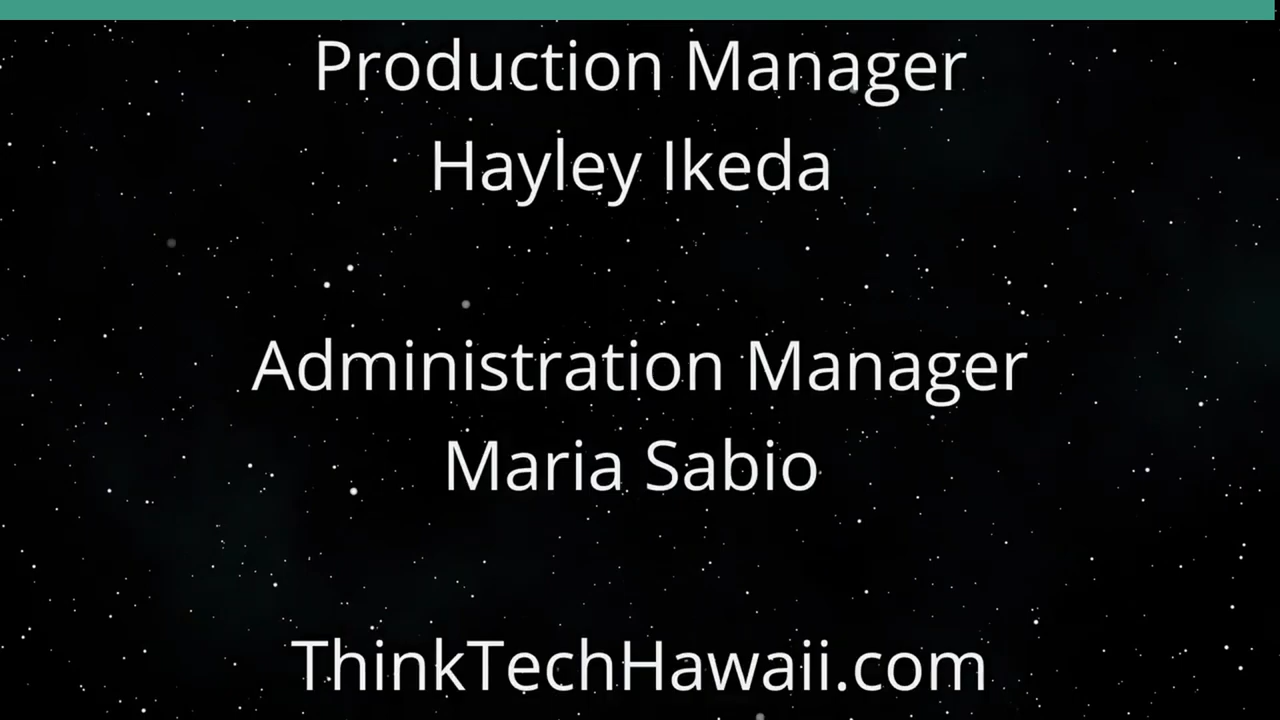 Production Manager
Hayley Ikeda
Administration Manager
Maria Sabio
ThinkTechHawaii.com